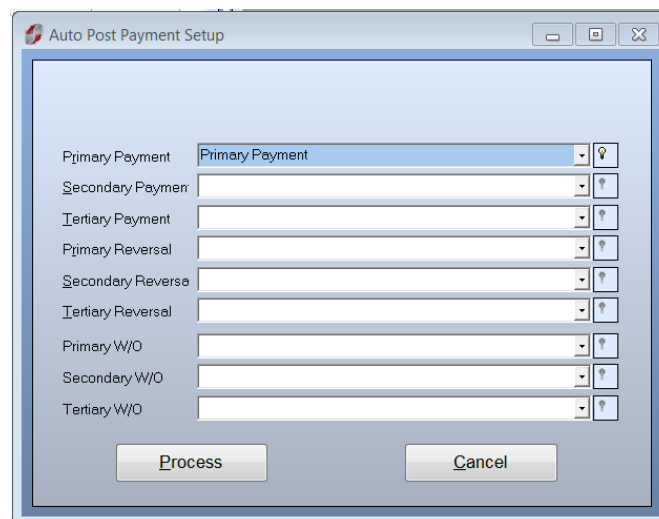 Auto Post Payment Setup
Primary Payment Primary Payment
Secondary Paymen
Tertiary Payment
Primary Reversal
Secondary Reversa
Tertiary Reversal
Primary W/O
Secondary W/O
Tertiary W/O
Process Cancel